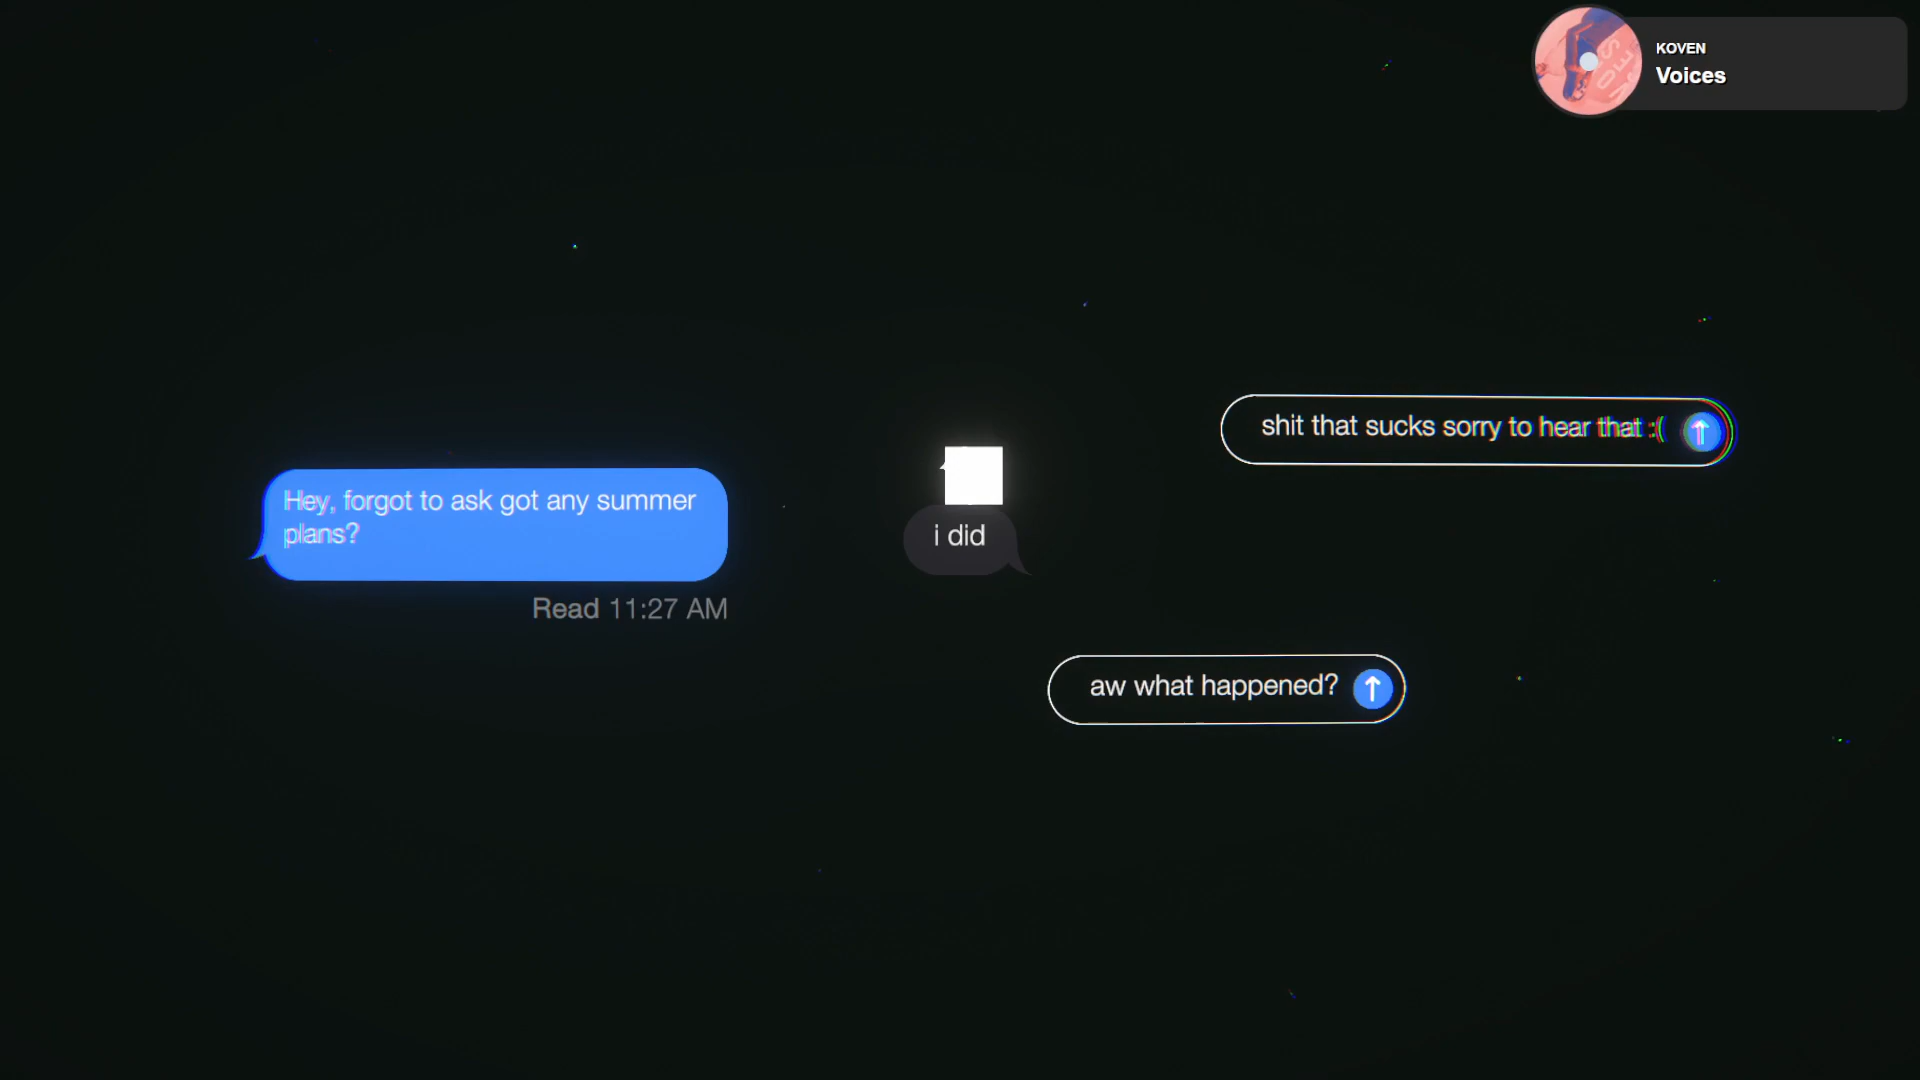 KOVEN
Voices
shit that sucks sorry to hear that :(
Hey, forgot to ask got any summer
plans?
i did
Read 11:27 AM
aw what happened?